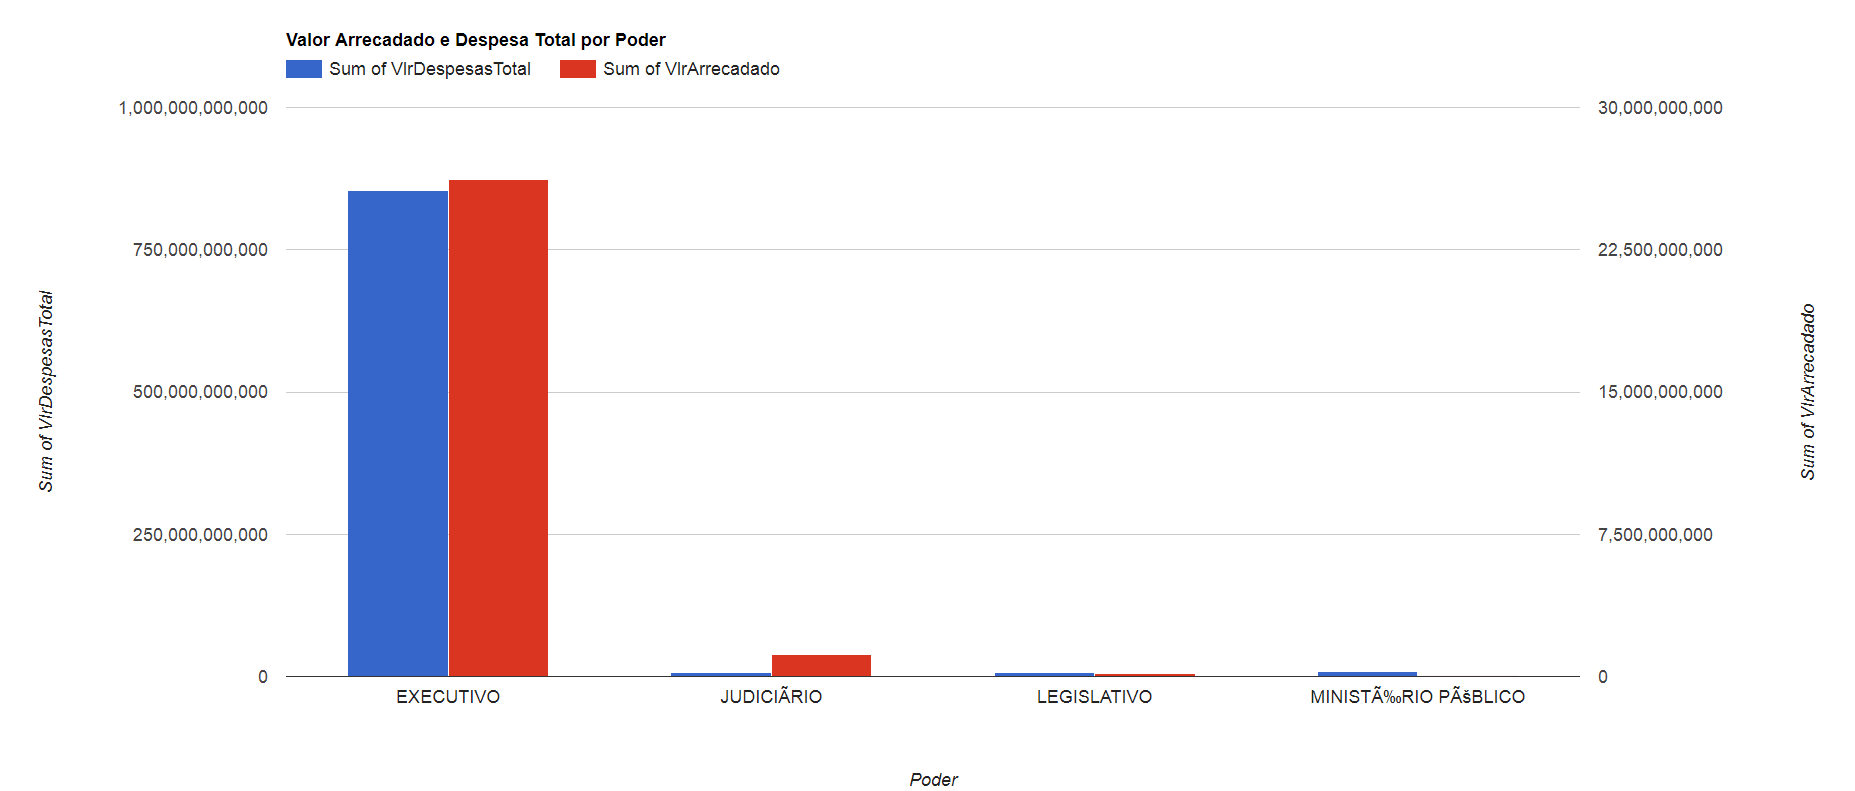 Valor Arrecadado e Despesa Total por Poder
Sum of VlrDespesasTotal Sum of VlrArrecadado
1,000,000,000,000 30,000,000,000
750,000,000,000 22,500,000,000
500,000,000,000 15,000,000,000
250,000,000,000 7,500,000,000
0 0
Sum of VlrDespesasTotal
Sum of VlrArrecadado
EXECUTIVO JUDICIÃRIO LEGISLATIVO MINISTÃ‰RIO PÃšBLICO
Poder